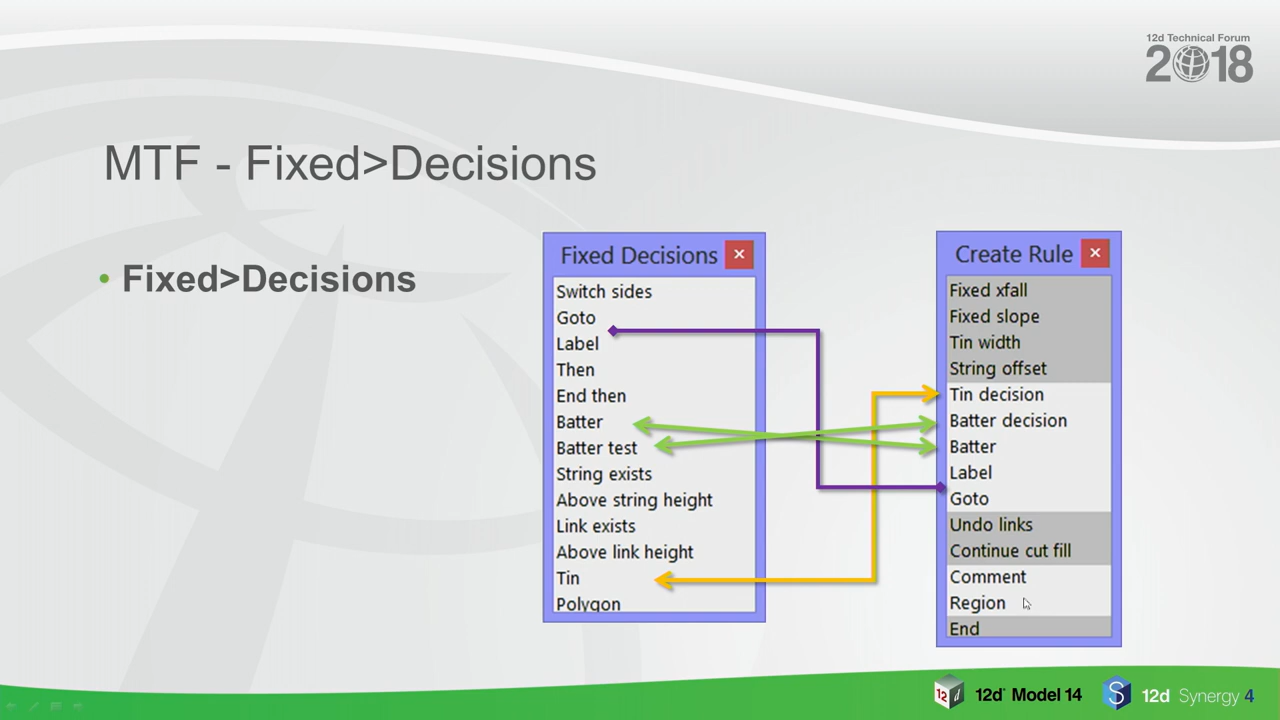 12d Technical Forum
2018
MTF - Fixed>Decisions
• Fixed>Decisions
Fixed Decisions
Switch sides
Goto
Label
Then
End then
Batter
Batter test
String exists
Above string height
Link exists
Above link height
Tin
Polygon
Create Rule
Fixed xfall
Fixed slope
Tin width
String offset
Tin decision
Batter decision
Batter
Label
Goto
Undo links
Continue cut fill
Comment
Region
End
12d 12d° Model 14
S 12d Synergy 4